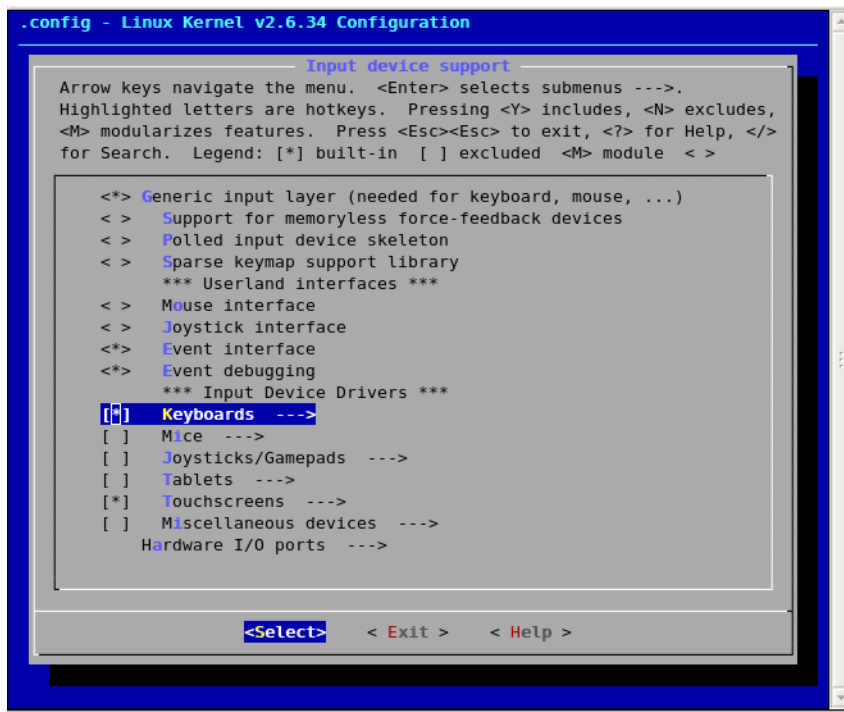 .config - Linux Kernel v2.6.34 Configuration
Input device support
Arrow keys navigate the menu.  <Enter> selects submenus --->.
Highlighted letters are hotkeys.  Pressing <Y> includes, <N> excludes,
<M> modularizes features.  Press <Esc><Esc> to exit, <?> for Help, </>
for Search.  Legend: [*] built-in  [ ] excluded  <M> module  < >
<*> Generic input layer (needed for keyboard, mouse, ...)
< >   Support for memoryless force-feedback devices
< >   Polled input device skeleton
< >   Sparse keymap support library
*** Userland interfaces ***
< >   Mouse interface
< >   Joystick interface
<*>   Event interface
<*>   Event debugging
*** Input Device Drivers ***
[*]   Keyboards  --->
[ ]   Mice  --->
[ ]   Joysticks/Gamepads  --->
[ ]   Tablets  --->
[*]   Touchscreens  --->
[ ]   Miscellaneous devices  --->
Hardware I/O ports  --->
<Select>    < Exit >    < Help >